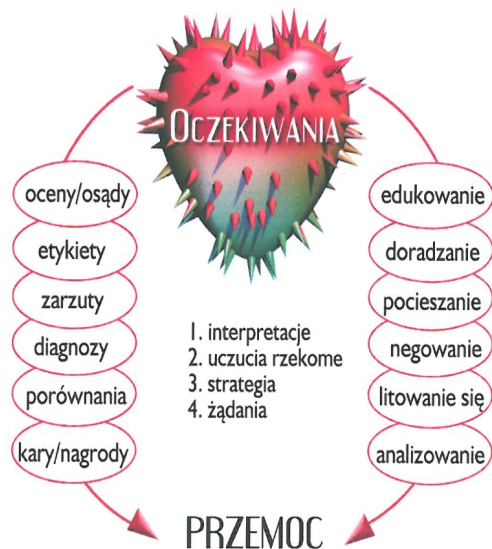 OCZEKIWANIA
oceny/osądy
etykiety
zarzuty
diagnozy
porównania
kary/nagrody
edukowanie
doradzanie
pocieszanie
negowanie
litowanie się
analizowanie
1. interpretacje
2. uczucia rzekome
3. strategia
4. żądania
PRZEMOC